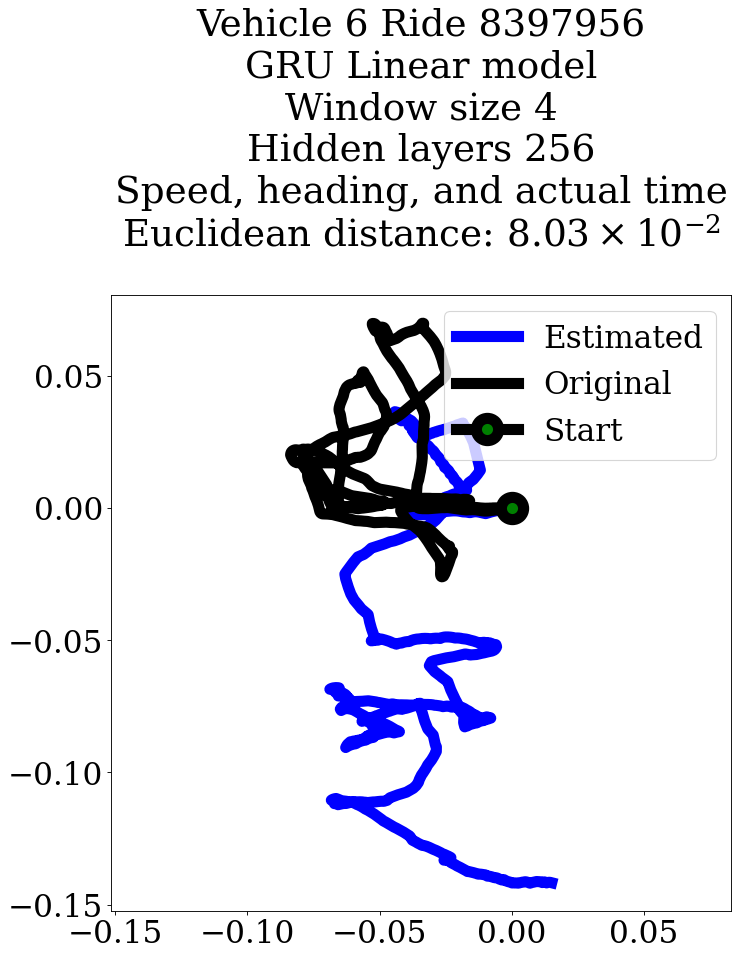 Vehicle 6 Ride 8397956
GRU Linear model
Window size 4
Hidden layers 256
Speed, heading, and actual time
Euclidean distance: 8.03 × 10⁻²
Estimated
Original
Start
0.05
0.00
−0.05
−0.10
−0.15
−0.15 −0.10 −0.05 0.00 0.05